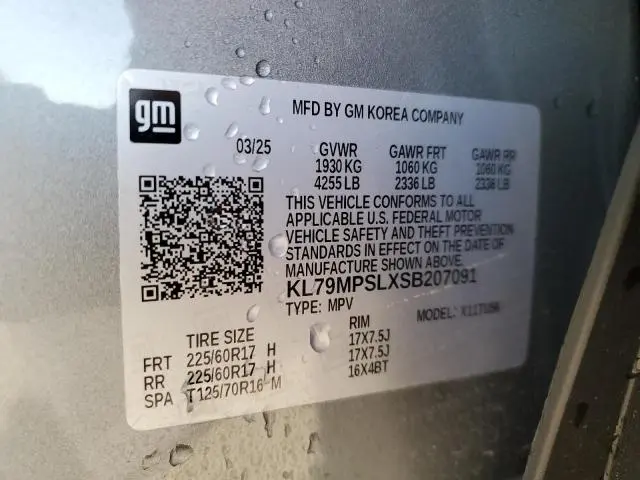 gm
MFD BY GM KOREA COMPANY
03/25 GVWR GAWR FRT GAWR RR
1930 KG 1060 KG 1060 KG
4255 LB 2336 LB 2336 LB
THIS VEHICLE CONFORMS TO ALL
APPLICABLE U.S. FEDERAL MOTOR
VEHICLE SAFETY AND THEFT PREVENTION
STANDARDS IN EFFECT ON THE DATE OF
MANUFACTURE SHOWN ABOVE.
KL79MPSLXSB207091
TYPE: MPV MODEL:
TIRE SIZE RIM
FRT 225/60R17 H 17X7.5J
RR 225/60R17 H 17X7.5J
SPA T125/70R16 M 16X4BT